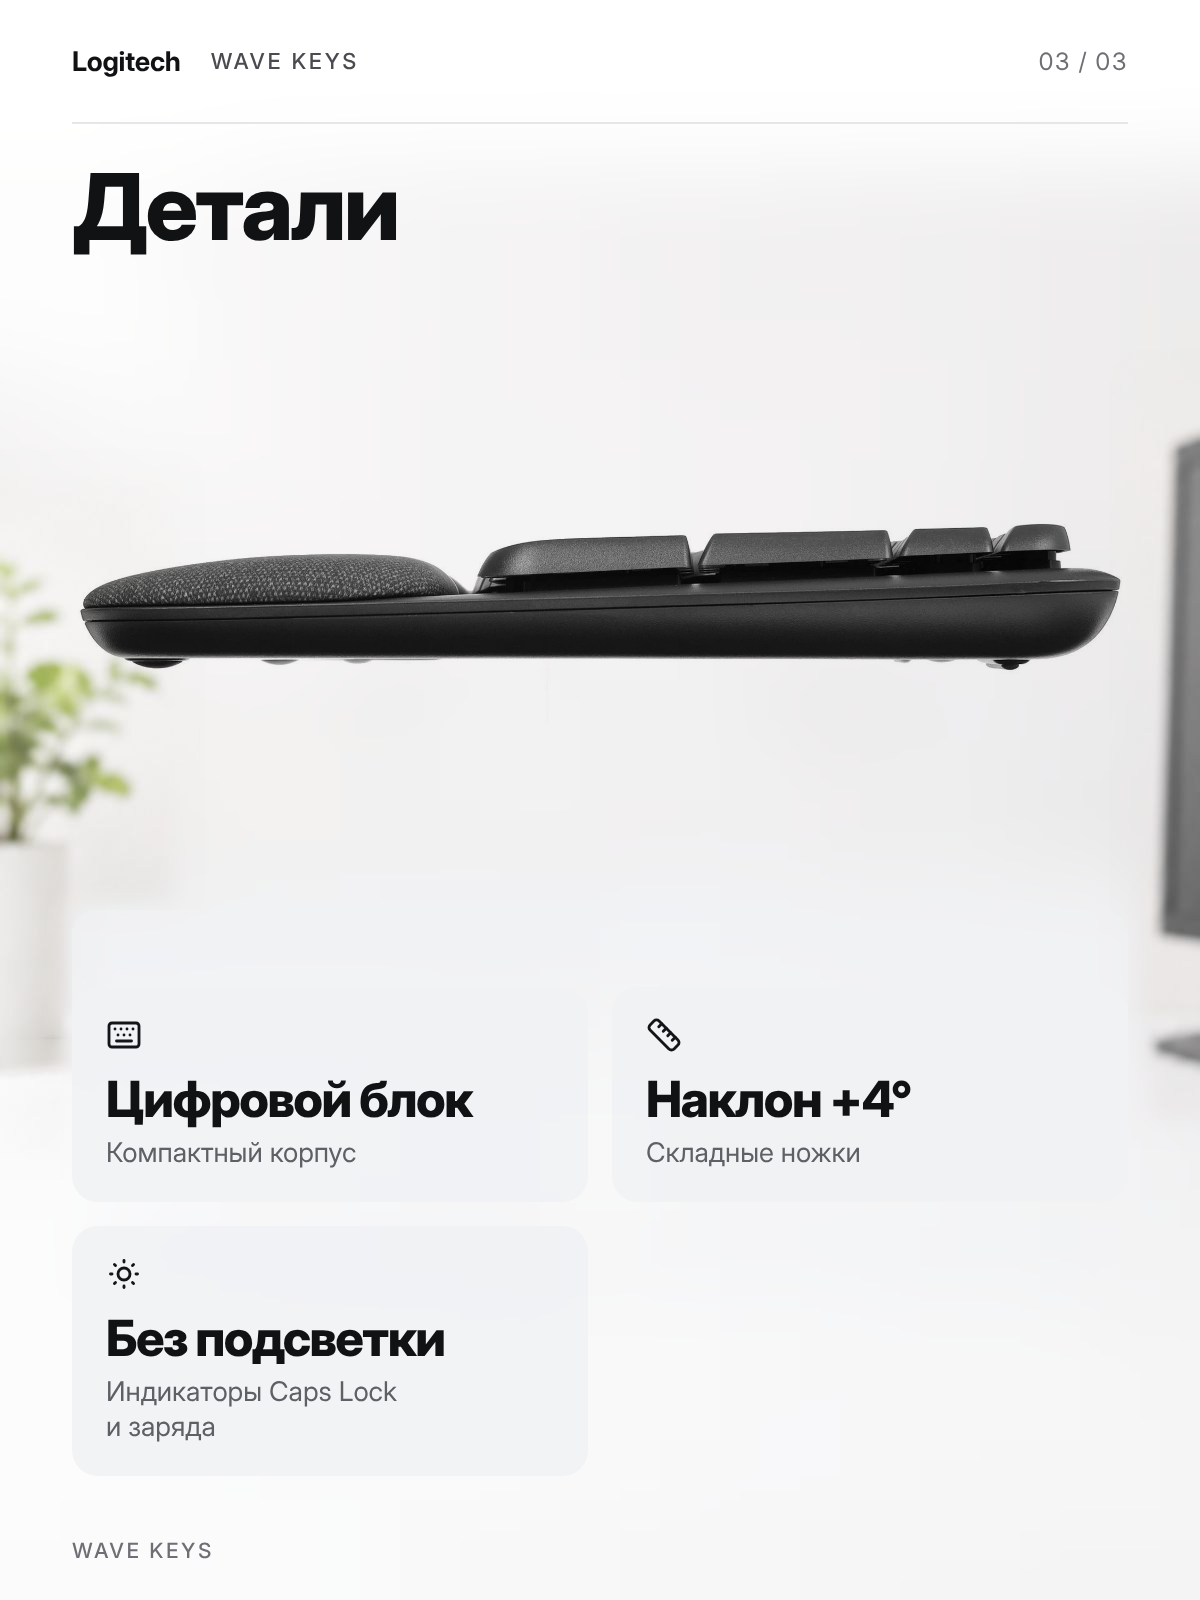 Logitech WAVE KEYS 03 / 03
Детали
Цифровой блок
Компактный корпус
Наклон +4°
Складные ножки
Без подсветки
Индикаторы Caps Lock
и заряда
WAVE KEYS